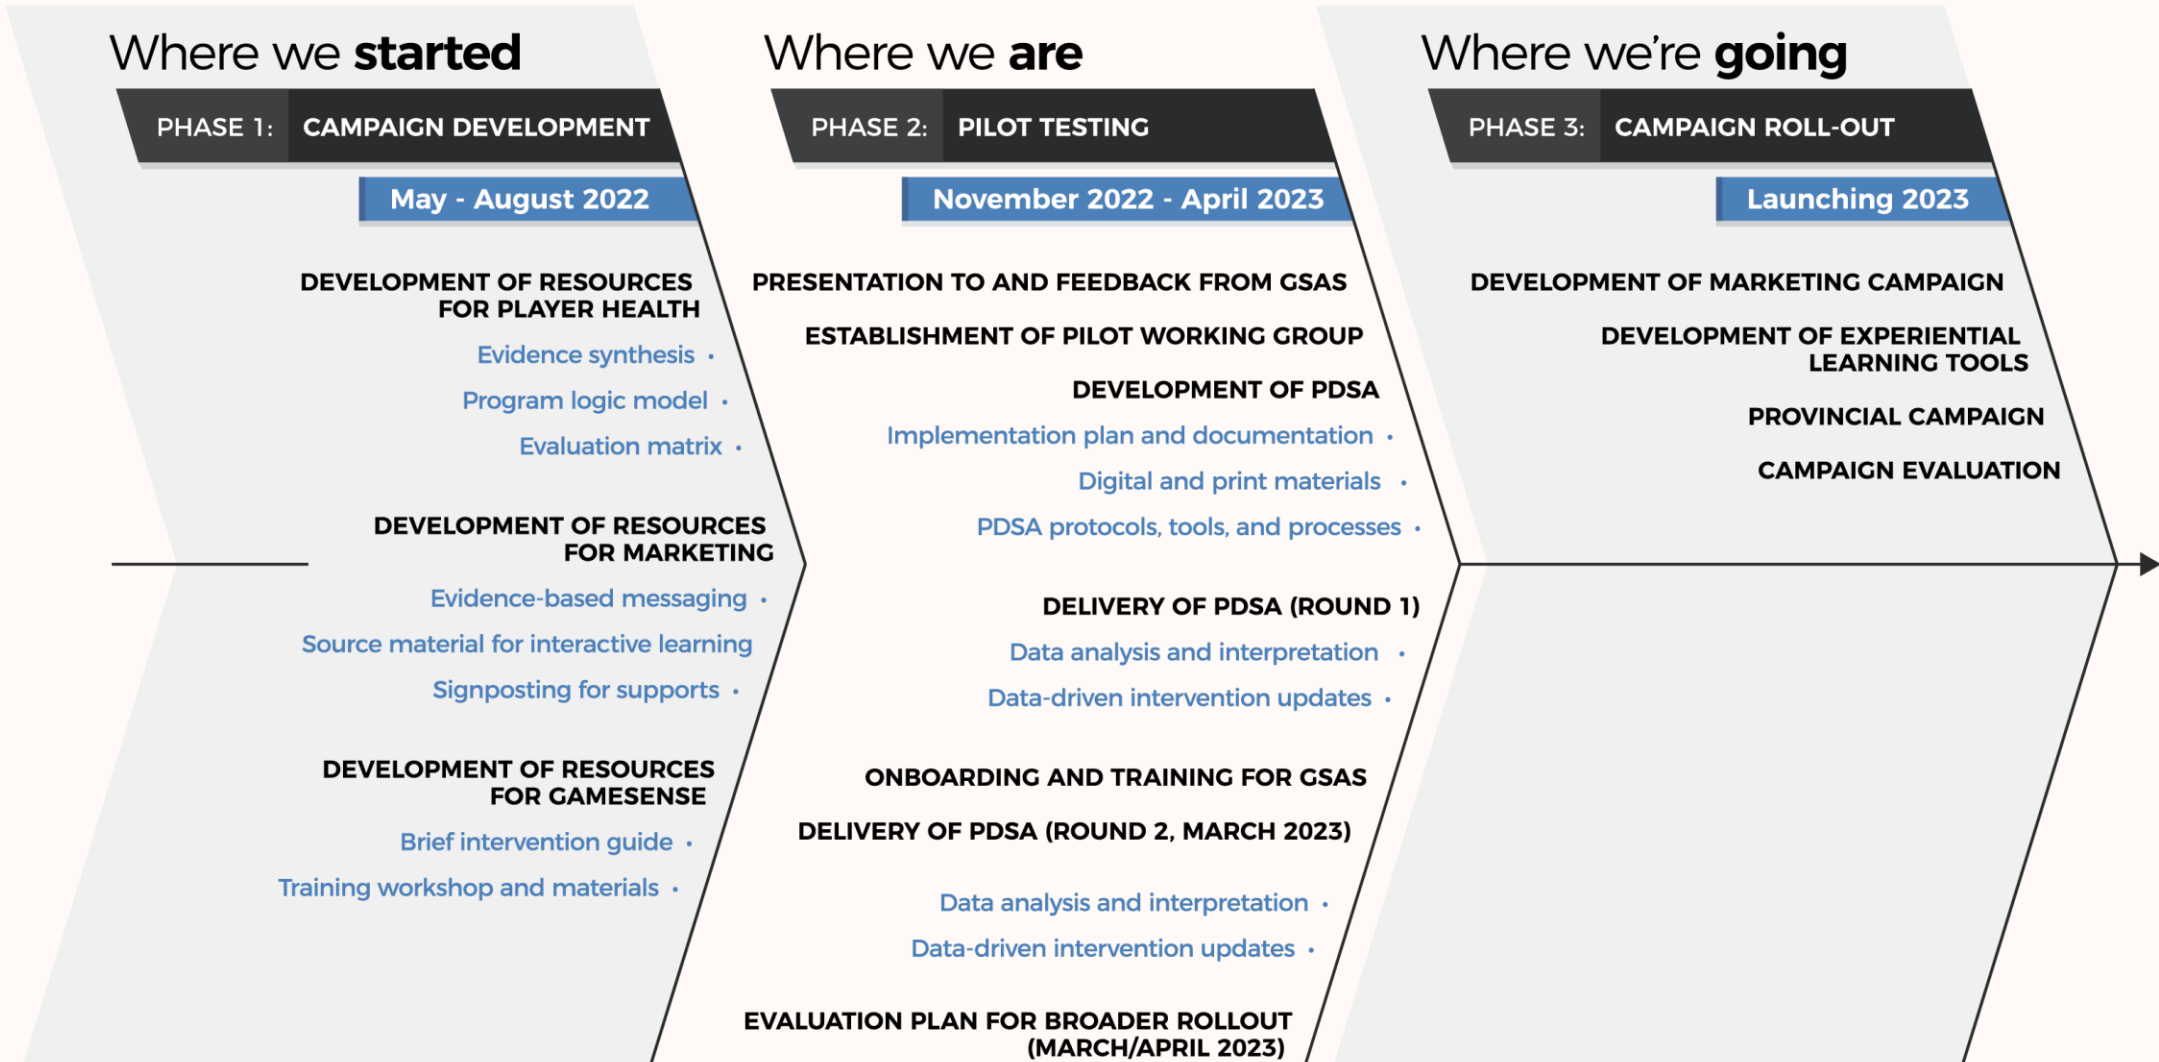 Where we started
PHASE 1: CAMPAIGN DEVELOPMENT
May - August 2022
DEVELOPMENT OF RESOURCES
FOR PLAYER HEALTH
Evidence synthesis •
Program logic model •
Evaluation matrix •
DEVELOPMENT OF RESOURCES
FOR MARKETING
Evidence-based messaging •
Source material for interactive learning
Signposting for supports •
DEVELOPMENT OF RESOURCES
FOR GAMESENSE
Brief intervention guide •
Training workshop and materials •
Where we are
PHASE 2: PILOT TESTING
November 2022 - April 2023
PRESENTATION TO AND FEEDBACK FROM GSAS
ESTABLISHMENT OF PILOT WORKING GROUP
DEVELOPMENT OF PDSA
Implementation plan and documentation •
Digital and print materials •
PDSA protocols, tools, and processes •
DELIVERY OF PDSA (ROUND 1)
Data analysis and interpretation •
Data-driven intervention updates •
ONBOARDING AND TRAINING FOR GSAS
DELIVERY OF PDSA (ROUND 2, MARCH 2023)
Data analysis and interpretation •
Data-driven intervention updates •
EVALUATION PLAN FOR BROADER ROLLOUT
(MARCH/APRIL 2023)
Where we’re going
PHASE 3: CAMPAIGN ROLL-OUT
Launching 2023
DEVELOPMENT OF MARKETING CAMPAIGN
DEVELOPMENT OF EXPERIENTIAL
LEARNING TOOLS
PROVINCIAL CAMPAIGN
CAMPAIGN EVALUATION